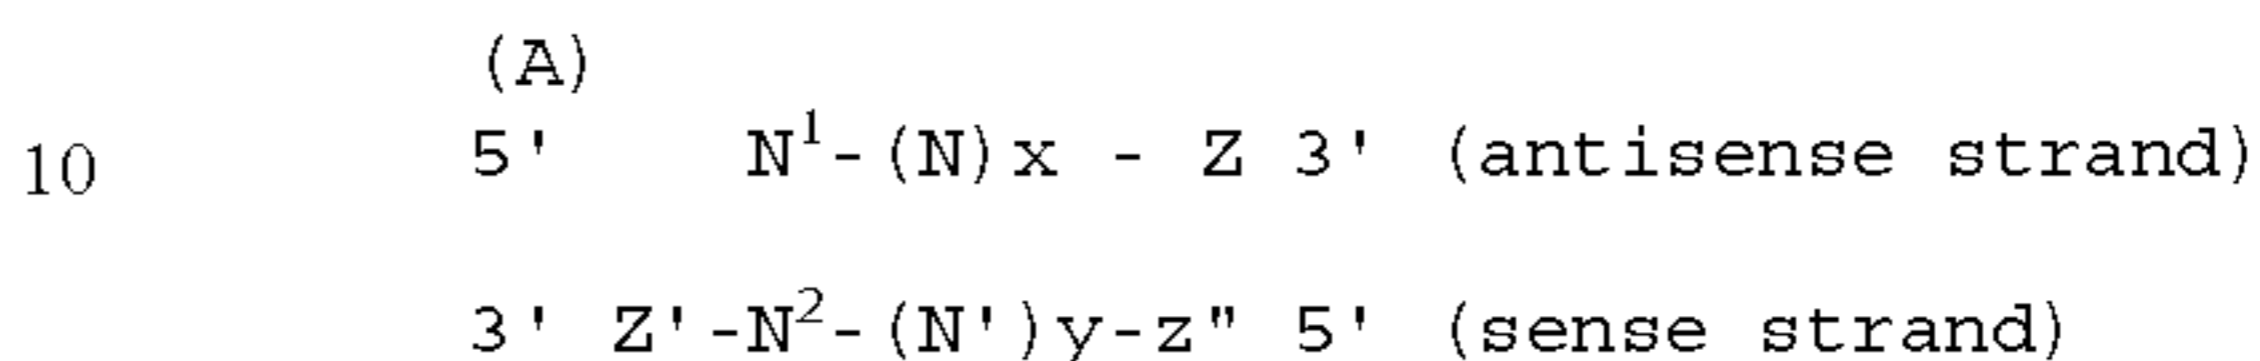 (A)
10 5' N¹-(N)x - Z 3' (antisense strand)
3' Z'-N²-(N')y-z" 5' (sense strand)